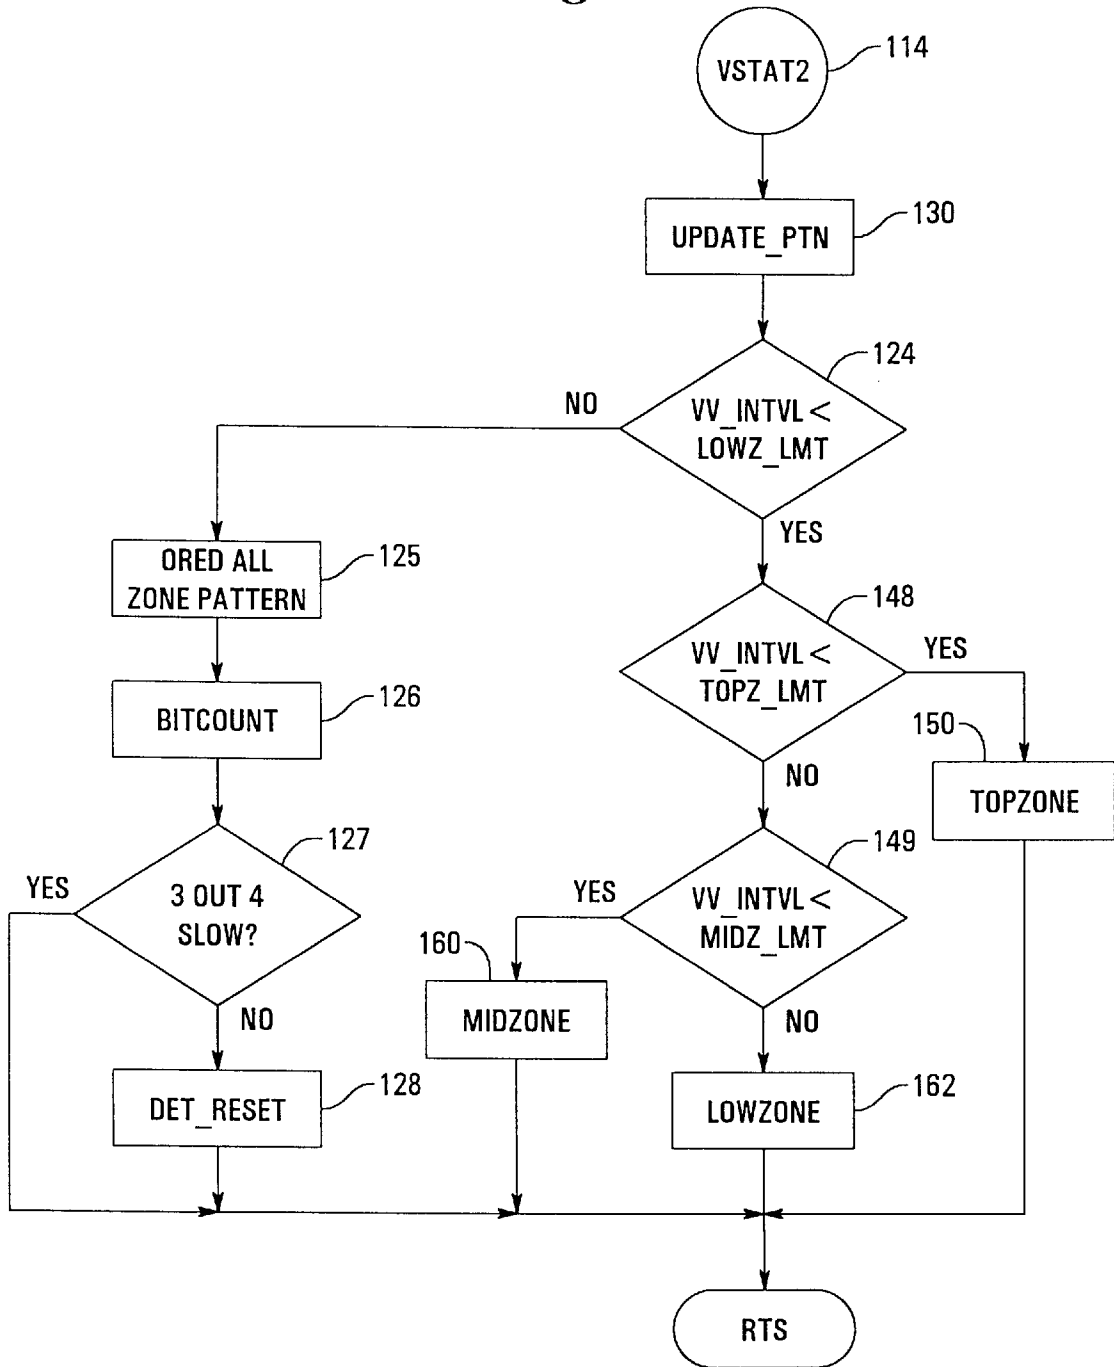 VSTAT2
114
UPDATE_PTN
130
VV_INTVL <
LOWZ_LMT
124
NO
YES
ORED ALL
ZONE PATTERN
125
VV_INTVL <
TOPZ_LMT
148
YES
NO
BITCOUNT
126
150
TOPZONE
3 OUT 4
SLOW?
127
YES
NO
VV_INTVL <
MIDZ_LMT
149
YES
NO
160
MIDZONE
DET_RESET
128
LOWZONE
162
RTS